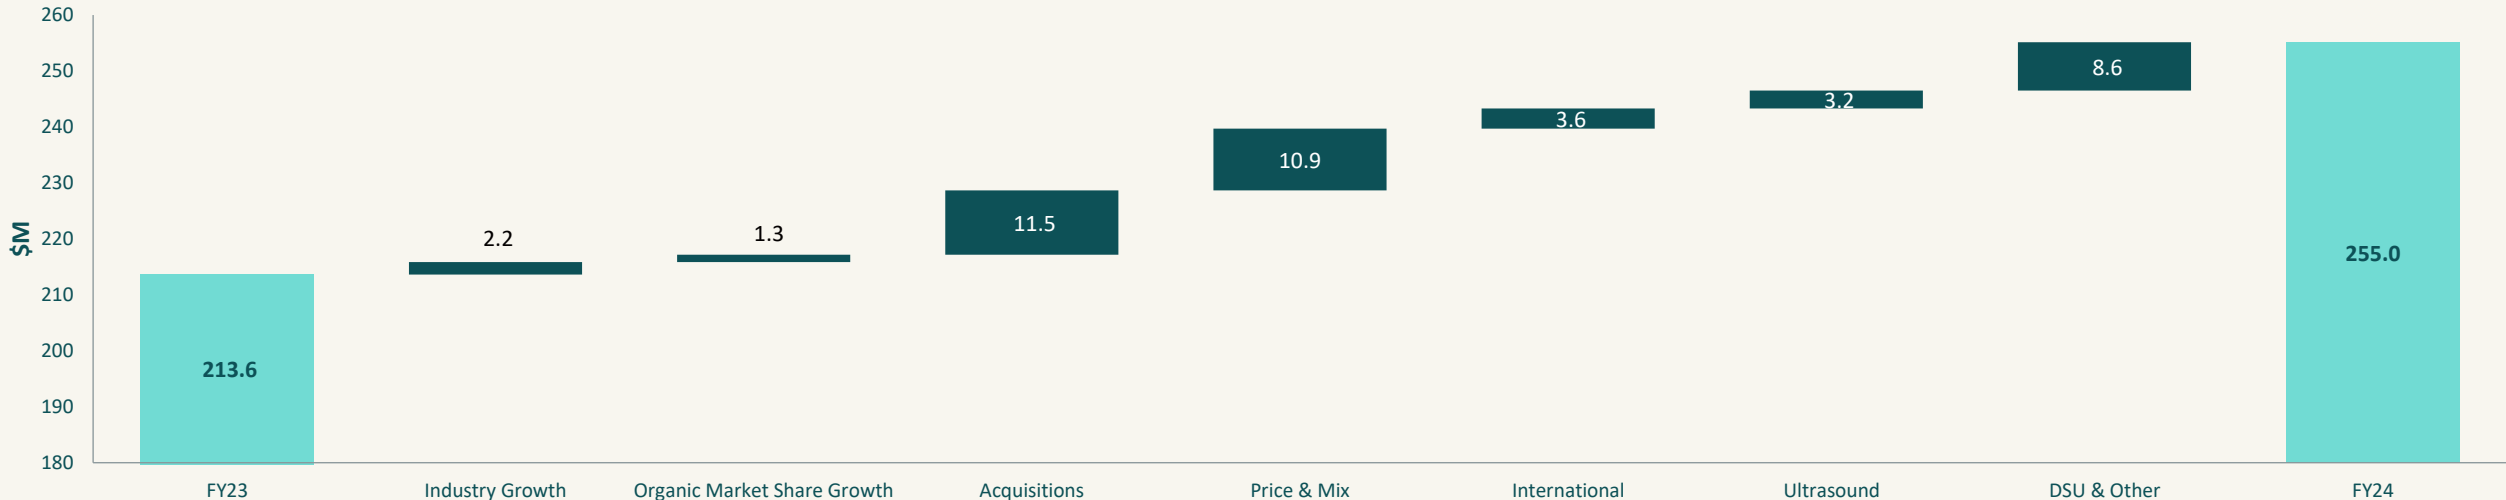 260
250
240
230
220
210
200
190
180
$M
213.6
2.2
1.3
11.5
10.9
3.6
3.2
8.6
255.0
FY23
Industry Growth
Organic Market Share Growth
Acquisitions
Price & Mix
International
Ultrasound
DSU & Other
FY24